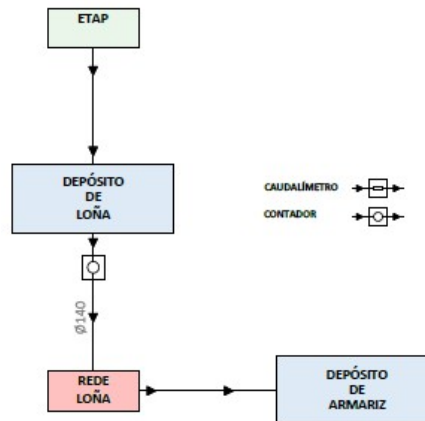 ETAP
DEPÓSITO
DE
LOÑA
CAUDALÍMETRO
CONTADOR
Ø140
REDE
LOÑA
DEPÓSITO
DE
ARMARIZ